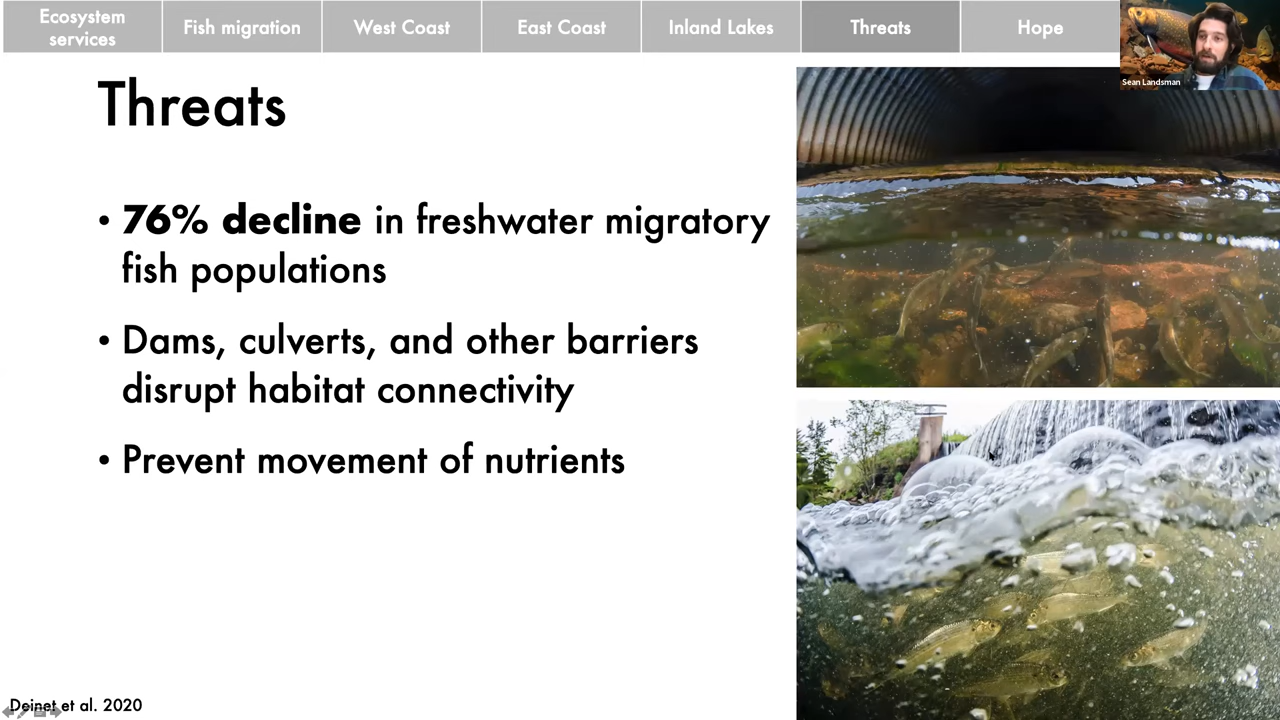 Ecosystem
services
Fish migration
West Coast
East Coast
Inland Lakes
Threats
Hope
Sean Landsman
Threats
• 76% decline in freshwater migratory
fish populations
• Dams, culverts, and other barriers
disrupt habitat connectivity
• Prevent movement of nutrients
Deinet et al. 2020